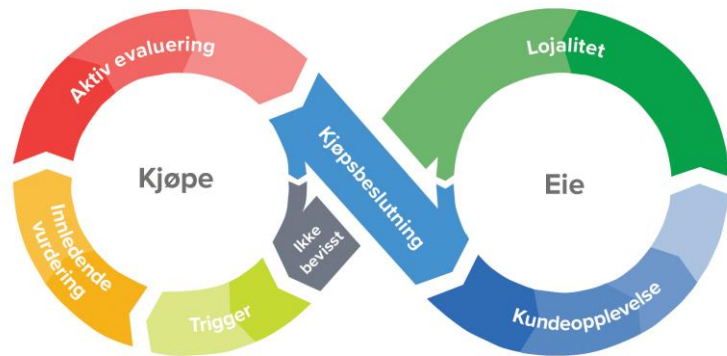 Aktiv evaluering
Lojalitet
Kjøpe
Kjøpsbeslutning
Eie
Innledende
vurdering
Ikke
bevisst
Trigger
Kundeopplevelse